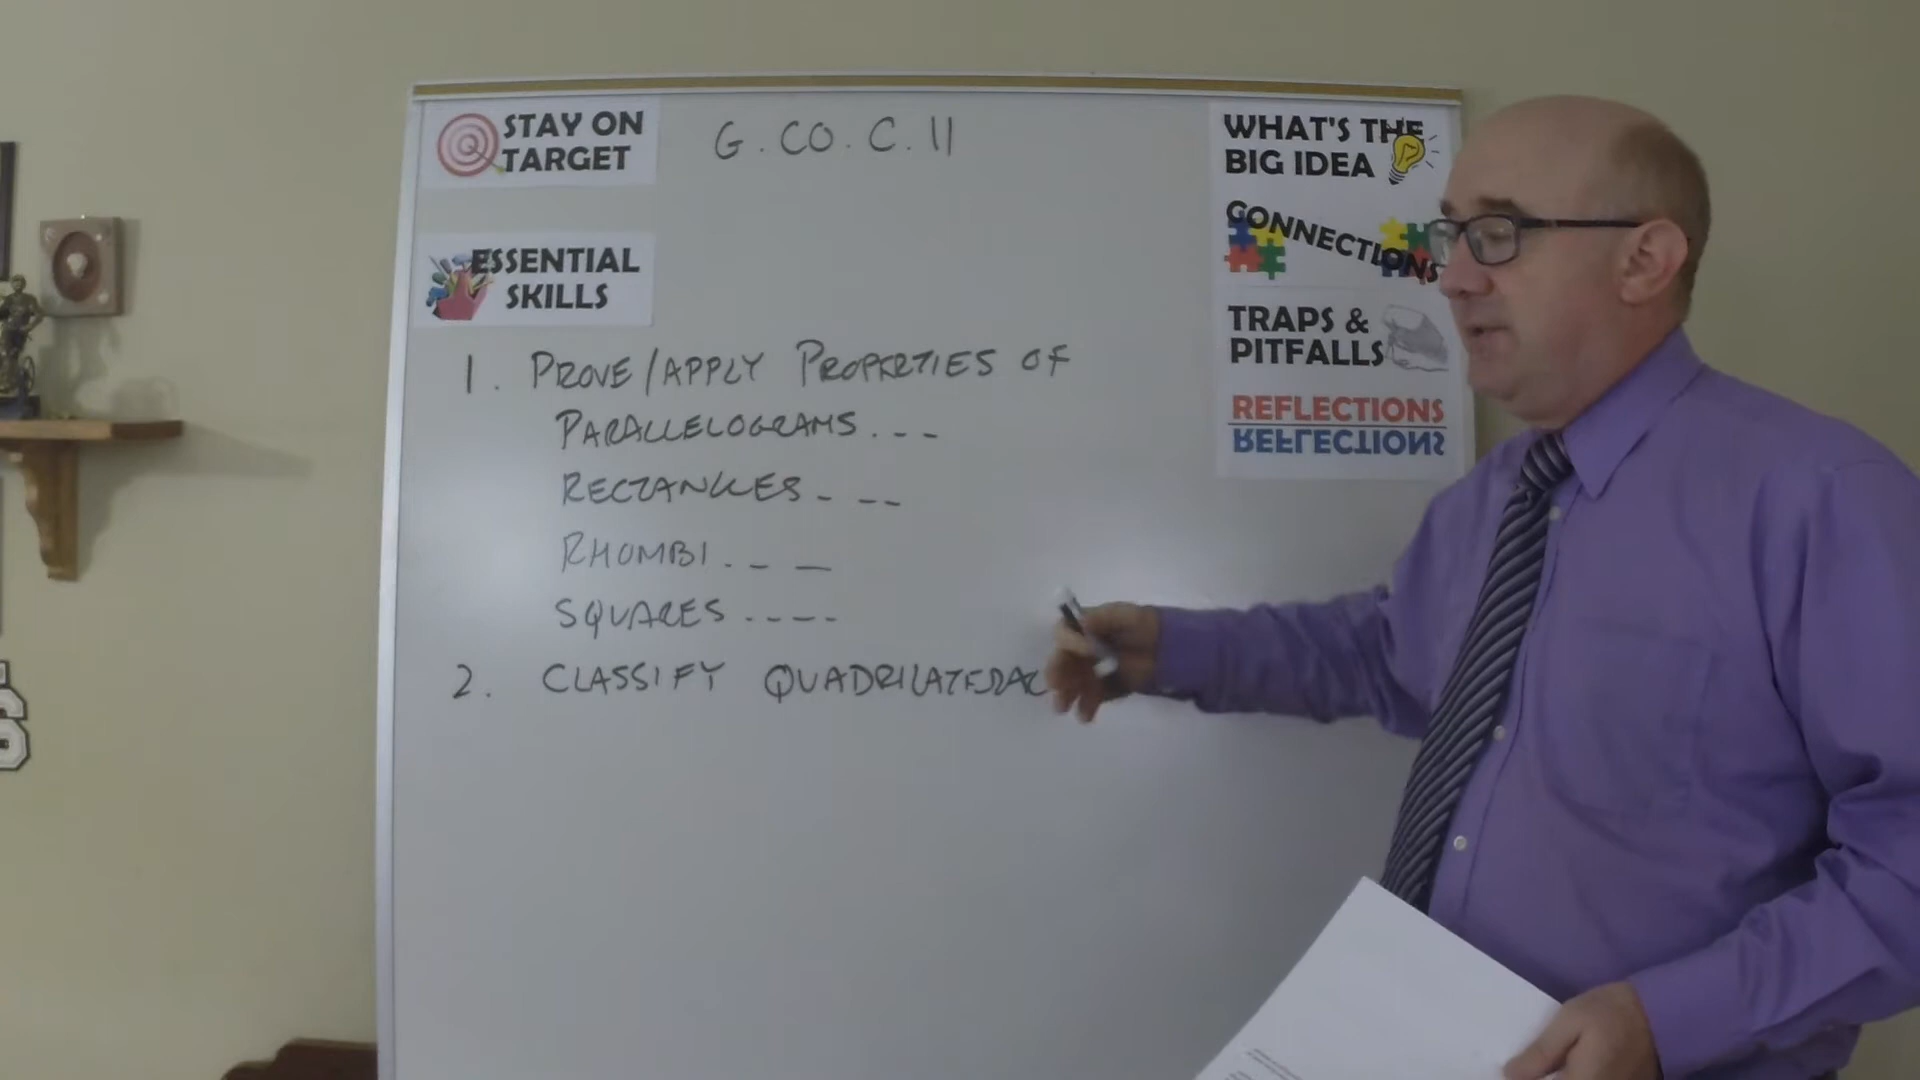 STAY ON
TARGET
G.CO.C.11
ESSENTIAL
SKILLS
1. PROVE/APPLY PROPERTIES OF
PARALLELOGRAMS...
RECTANGLES- --
RHOMBI.- -
SQUARES ----
2. CLASSIFY QUADRILATERAL
WHAT'S THE
BIG IDEA
CONNECTIONS
TRAPS &
PITFALLS
REFLECTIONS
REFLECTIONS